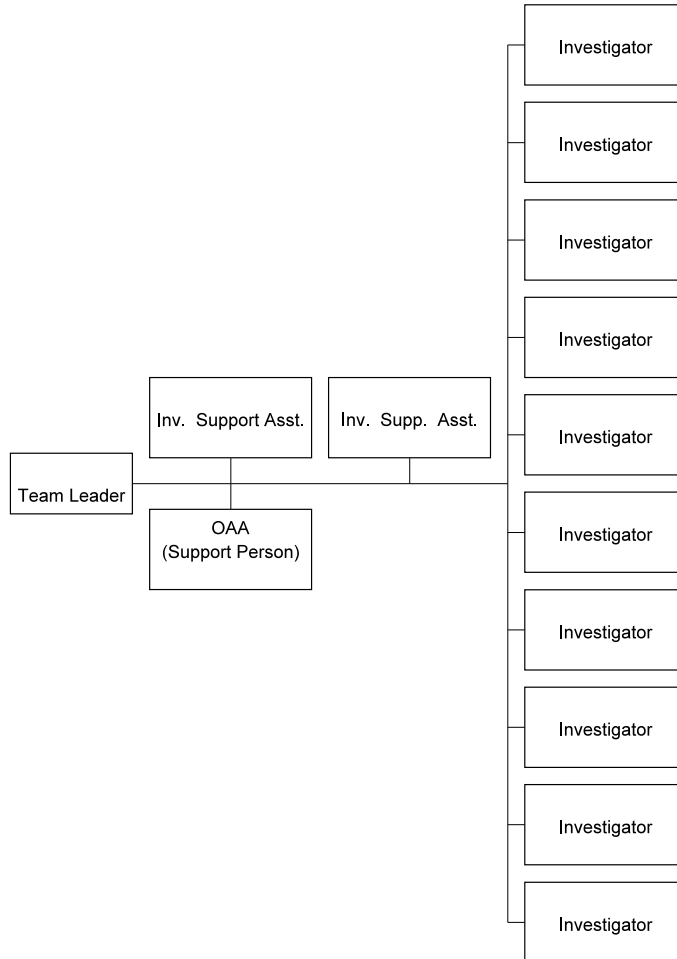 Investigator
Investigator
Investigator
Investigator
Inv. Support Asst.
Inv. Supp. Asst.
Investigator
Team Leader
OAA
(Support Person)
Investigator
Investigator
Investigator
Investigator
Investigator